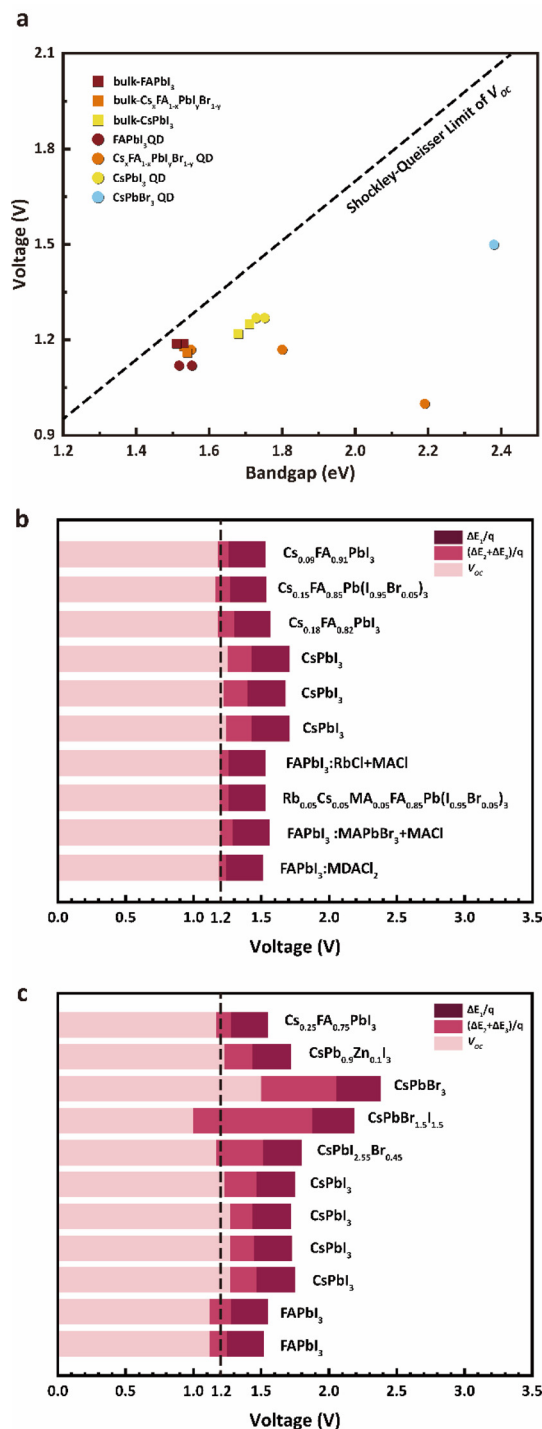 a
2.1
1.8
1.5
1.2
0.9
Voltage (V)
bulk-FAPbI₃
bulk-CsₓFA₁₋ₓPbIᵧBr₁₋ᵧ
bulk-CsPbI₃
FAPbI₃QD
CsₓFA₁₋ₓPbIᵧBr₁₋ᵧ QD
CsPbI₃ QD
CsPbBr₃ QD
Shockley-Queisser Limit of V_OC
1.2 1.4 1.6 1.8 2.0 2.2 2.4
Bandgap (eV)
b
ΔE₁/q
(ΔE₂+ΔE₃)/q
V_OC
Cs₀.₀₉FA₀.₉₁PbI₃
Cs₀.₁₅FA₀.₈₅Pb(I₀.₉₅Br₀.₀₅)₃
Cs₀.₁₈FA₀.₈₂PbI₃
CsPbI₃
CsPbI₃
CsPbI₃
FAPbI₃:RbCl+MACl
Rb₀.₀₅Cs₀.₀₅MA₀.₀₅FA₀.₈₅Pb(I₀.₉₅Br₀.₀₅)₃
FAPbI₃ :MAPbBr₃+MACl
FAPbI₃:MDACl₂
0.0 0.5 1.0 1.2 1.5 2.0 2.5 3.0 3.5
Voltage (V)
c
ΔE₁/q
(ΔE₂+ΔE₃)/q
V_OC
Cs₀.₂₅FA₀.₇₅PbI₃
CsPb₀.₉Zn₀.₁I₃
CsPbBr₃
CsPbBr₁.₅I₁.₅
CsPbI₂.₅₅Br₀.₄₅
CsPbI₃
CsPbI₃
CsPbI₃
CsPbI₃
FAPbI₃
FAPbI₃
0.0 0.5 1.0 1.2 1.5 2.0 2.5 3.0 3.5
Voltage (V)